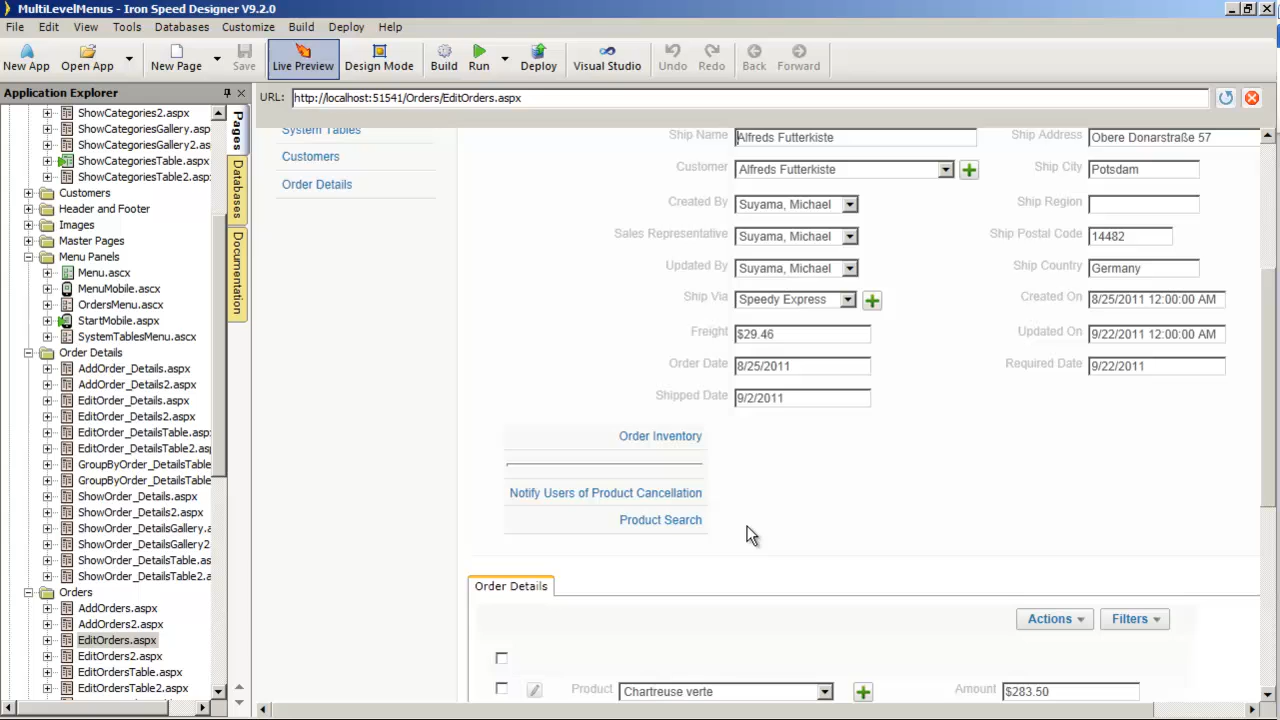 MultiLevelMenus - Iron Speed Designer V9.2.0
File Edit View Tools Databases Customize Build Deploy Help
New App Open App New Page Save Live Preview Design Mode Build Run Deploy Visual Studio Undo Redo Back Forward
Application Explorer
URL: http://localhost:51541/Orders/EditOrders.aspx
Pages
Databases
Documentation
ShowCategories2.aspx
ShowCategoriesGallery.asp
ShowCategoriesGallery2.a
ShowCategoriesTable.aspx
ShowCategoriesTable2.asp
Customers
Header and Footer
Images
Master Pages
Menu Panels
Menu.ascx
MenuMobile.ascx
OrdersMenu.ascx
StartMobile.aspx
SystemTablesMenu.ascx
Order Details
AddOrder_Details.aspx
AddOrder_Details2.aspx
EditOrder_Details.aspx
EditOrder_Details2.aspx
EditOrder_DetailsTable.asp
EditOrder_DetailsTable2.as
GroupByOrder_DetailsTable
GroupByOrder_DetailsTable
ShowOrder_Details.aspx
ShowOrder_Details2.aspx
ShowOrder_DetailsGallery.a
ShowOrder_DetailsGallery2
ShowOrder_DetailsTable.as
ShowOrder_DetailsTable2.a
Orders
AddOrders.aspx
AddOrders2.aspx
EditOrders.aspx
EditOrders2.aspx
EditOrdersTable.aspx
EditOrdersTable2.aspx
System Tables
Customers
Order Details
Ship Name Alfreds Futterkiste Ship Address Obere Donarstraße 57
Customer Alfreds Futterkiste Ship City Potsdam
Created By Suyama, Michael Ship Region
Sales Representative Suyama, Michael Ship Postal Code 14482
Updated By Suyama, Michael Ship Country Germany
Ship Via Speedy Express Created On 8/25/2011 12:00:00 AM
Freight $29.46 Updated On 9/22/2011 12:00:00 AM
Order Date 8/25/2011 Required Date 9/22/2011
Shipped Date 9/2/2011
Order Inventory
Notify Users of Product Cancellation
Product Search
Order Details
Actions Filters
Product Chartreuse verte Amount $283.50